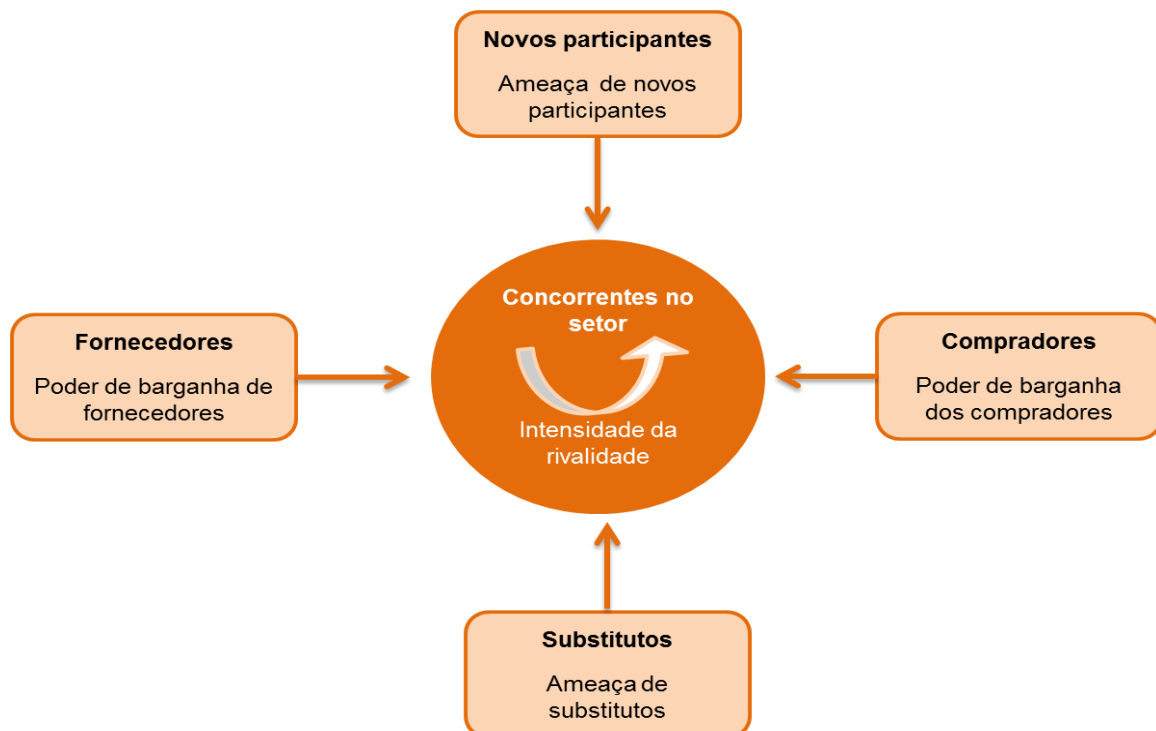 Novos participantes
Ameaça de novos
participantes
Concorrentes no
setor
Intensidade da
rivalidade
Fornecedores
Poder de barganha de
fornecedores
Compradores
Poder de barganha
dos compradores
Substitutos
Ameaça de
substitutos